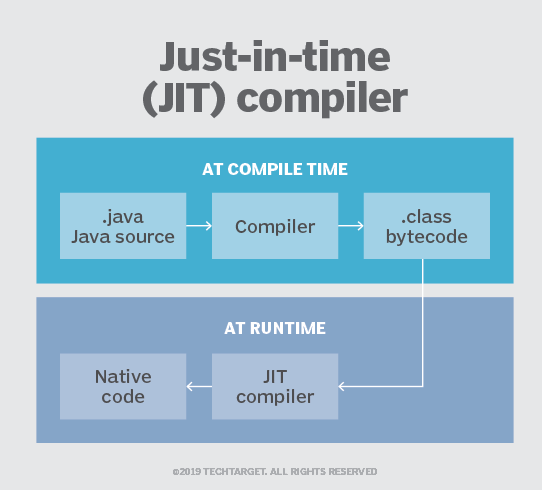 Just-in-time
(JIT) compiler
AT COMPILE TIME
.java
Java source
Compiler
.class
bytecode
AT RUNTIME
Native
code
JIT
compiler
©2019 TECHTARGET. ALL RIGHTS RESERVED